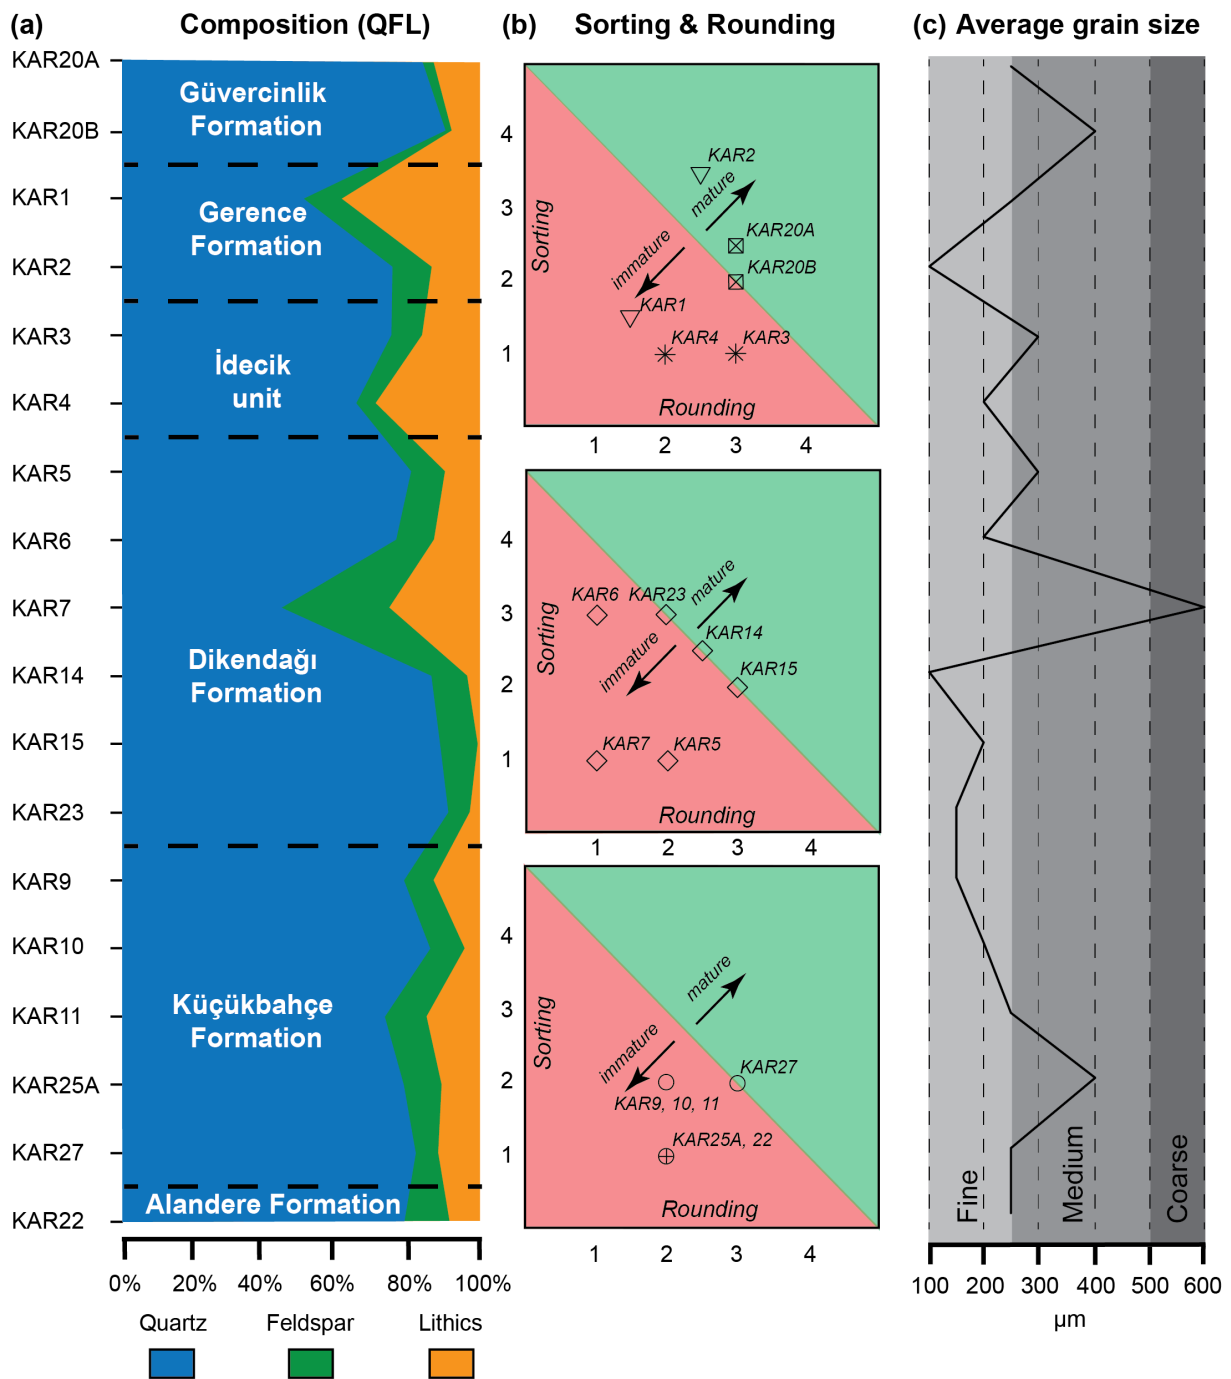 (a)
Composition (QFL)
KAR20A
KAR20B
KAR1
KAR2
KAR3
KAR4
KAR5
KAR6
KAR7
KAR14
KAR15
KAR23
KAR9
KAR10
KAR11
KAR25A
KAR27
KAR22
Güvercinlik
Formation
Gerence
Formation
İdecik
unit
Dikendağı
Formation
Küçükbahçe
Formation
Alandere Formation
0% 20% 40% 60% 80% 100%
Quartz Feldspar Lithics
(b) Sorting & Rounding
4
3
2
1
Sorting
KAR2
mature
KAR20A
immature
KAR20B
KAR1
KAR4 KAR3
Rounding
1 2 3 4
4
3
2
1
Sorting
mature
KAR6 KAR23
immature
KAR14
KAR15
KAR7 KAR5
Rounding
1 2 3 4
4
3
2
1
Sorting
mature
immature
KAR27
KAR9, 10, 11
KAR25A, 22
Rounding
1 2 3 4
(c) Average grain size
Fine
Medium
Coarse
100 200 300 400 500 600
µm